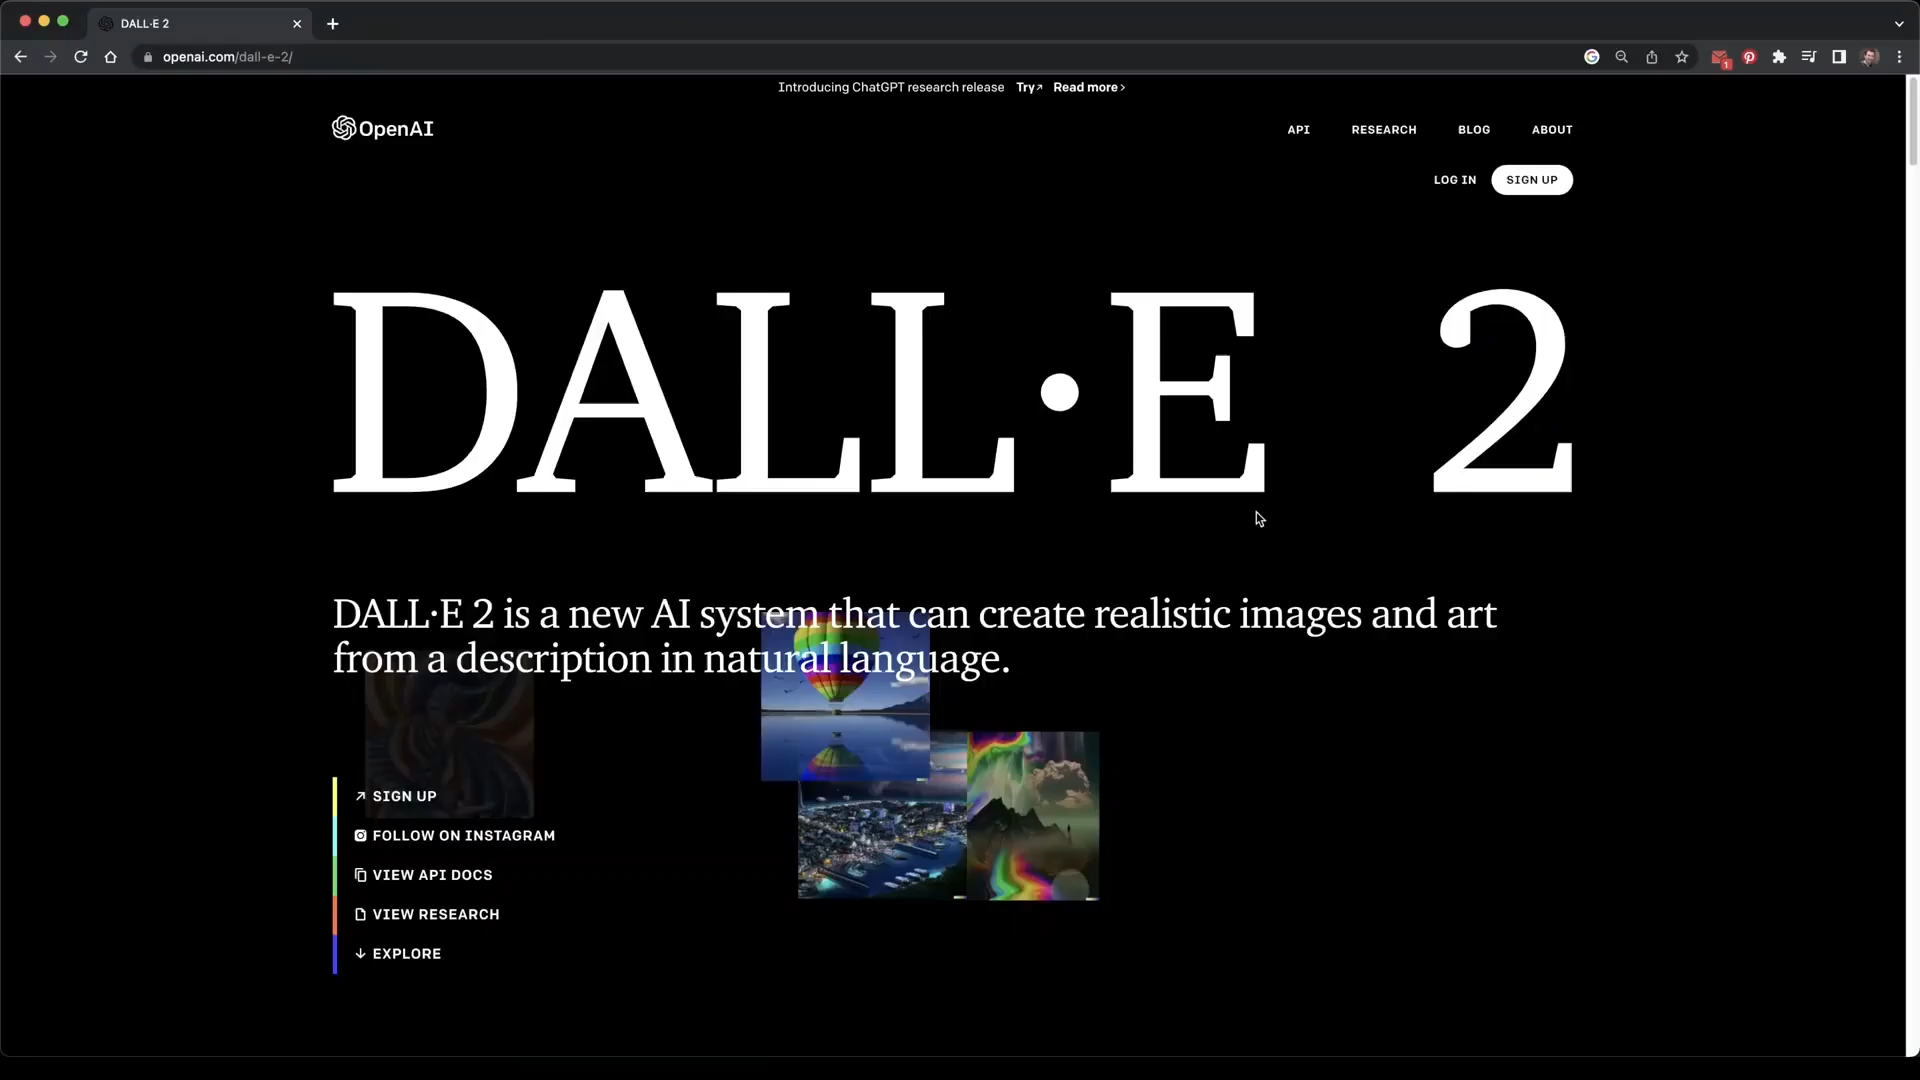 DALL·E 2
openai.com/dall-e-2/
1
Introducing ChatGPT research release Try↗ Read more ›
OpenAI
API RESEARCH BLOG ABOUT
LOG IN SIGN UP
DALL·E 2
DALL·E 2 is a new AI system that can create realistic images and art
from a description in natural language.
↗ SIGN UP
FOLLOW ON INSTAGRAM
VIEW API DOCS
VIEW RESEARCH
↓ EXPLORE